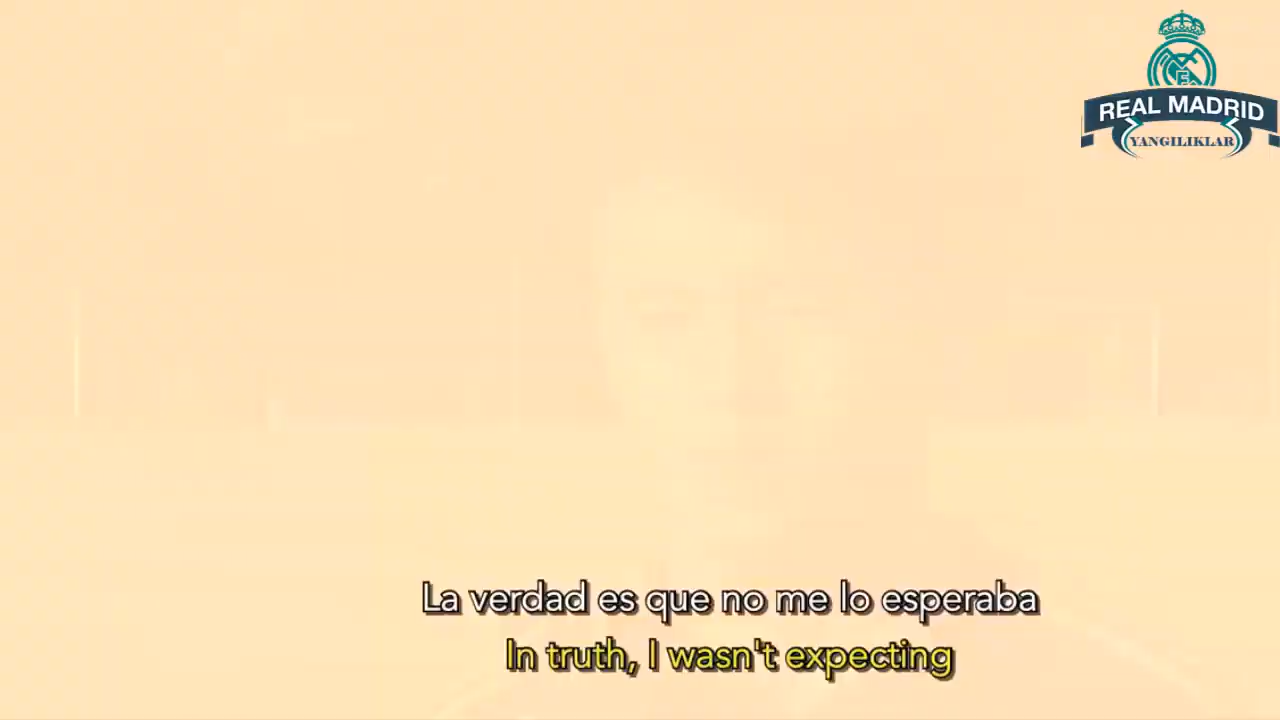 REAL MADRID
YANGILIKLAR
La verdad es que no me lo esperaba
In truth, I wasn't expecting